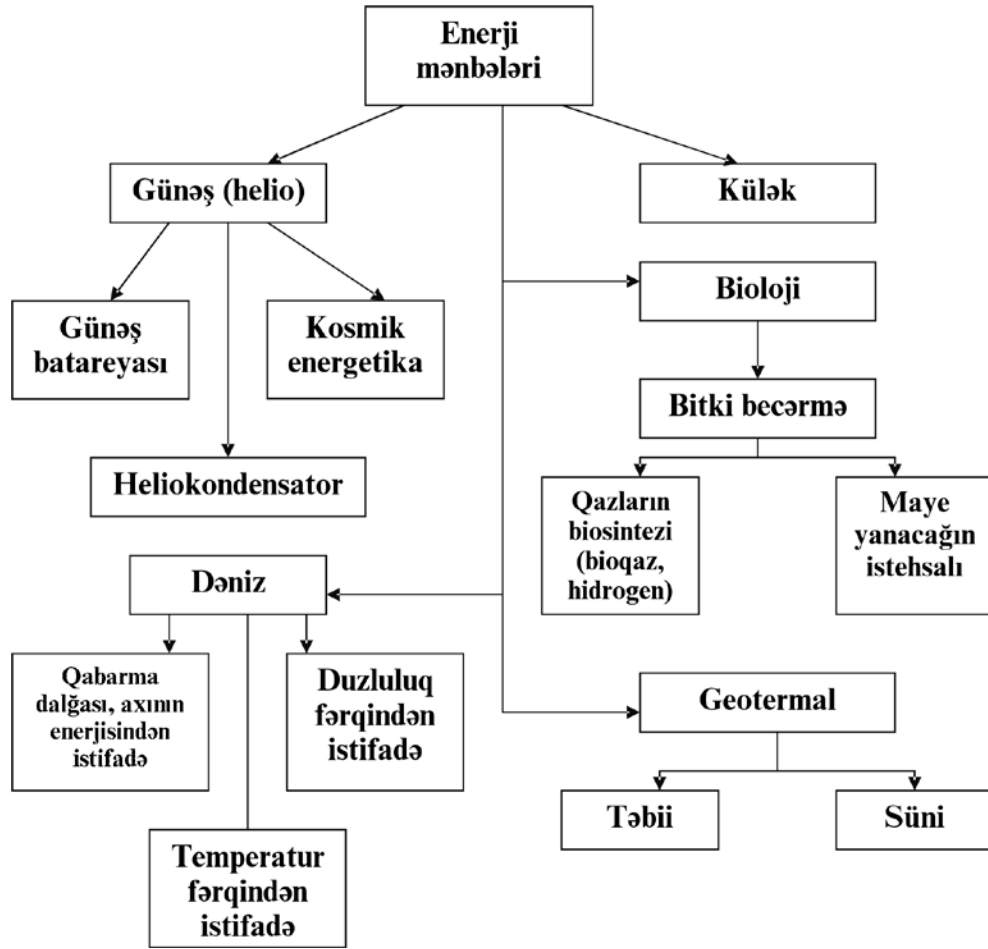 Enerji
mənbələri
Günəş (helio)
Külək
Bioloji
Günəş
batareyası
Kosmik
energetika
Bitki becərmə
Heliokondensator
Qazların
biosintezi
(bioqaz,
hidrogen)
Maye
yanacağın
istehsalı
Dəniz
Qabarma
dalğası, axının
enerjisindən
istifadə
Duzluluq
fərqindən
istifadə
Geotermal
Təbii
Süni
Temperatur
fərqindən
istifadə